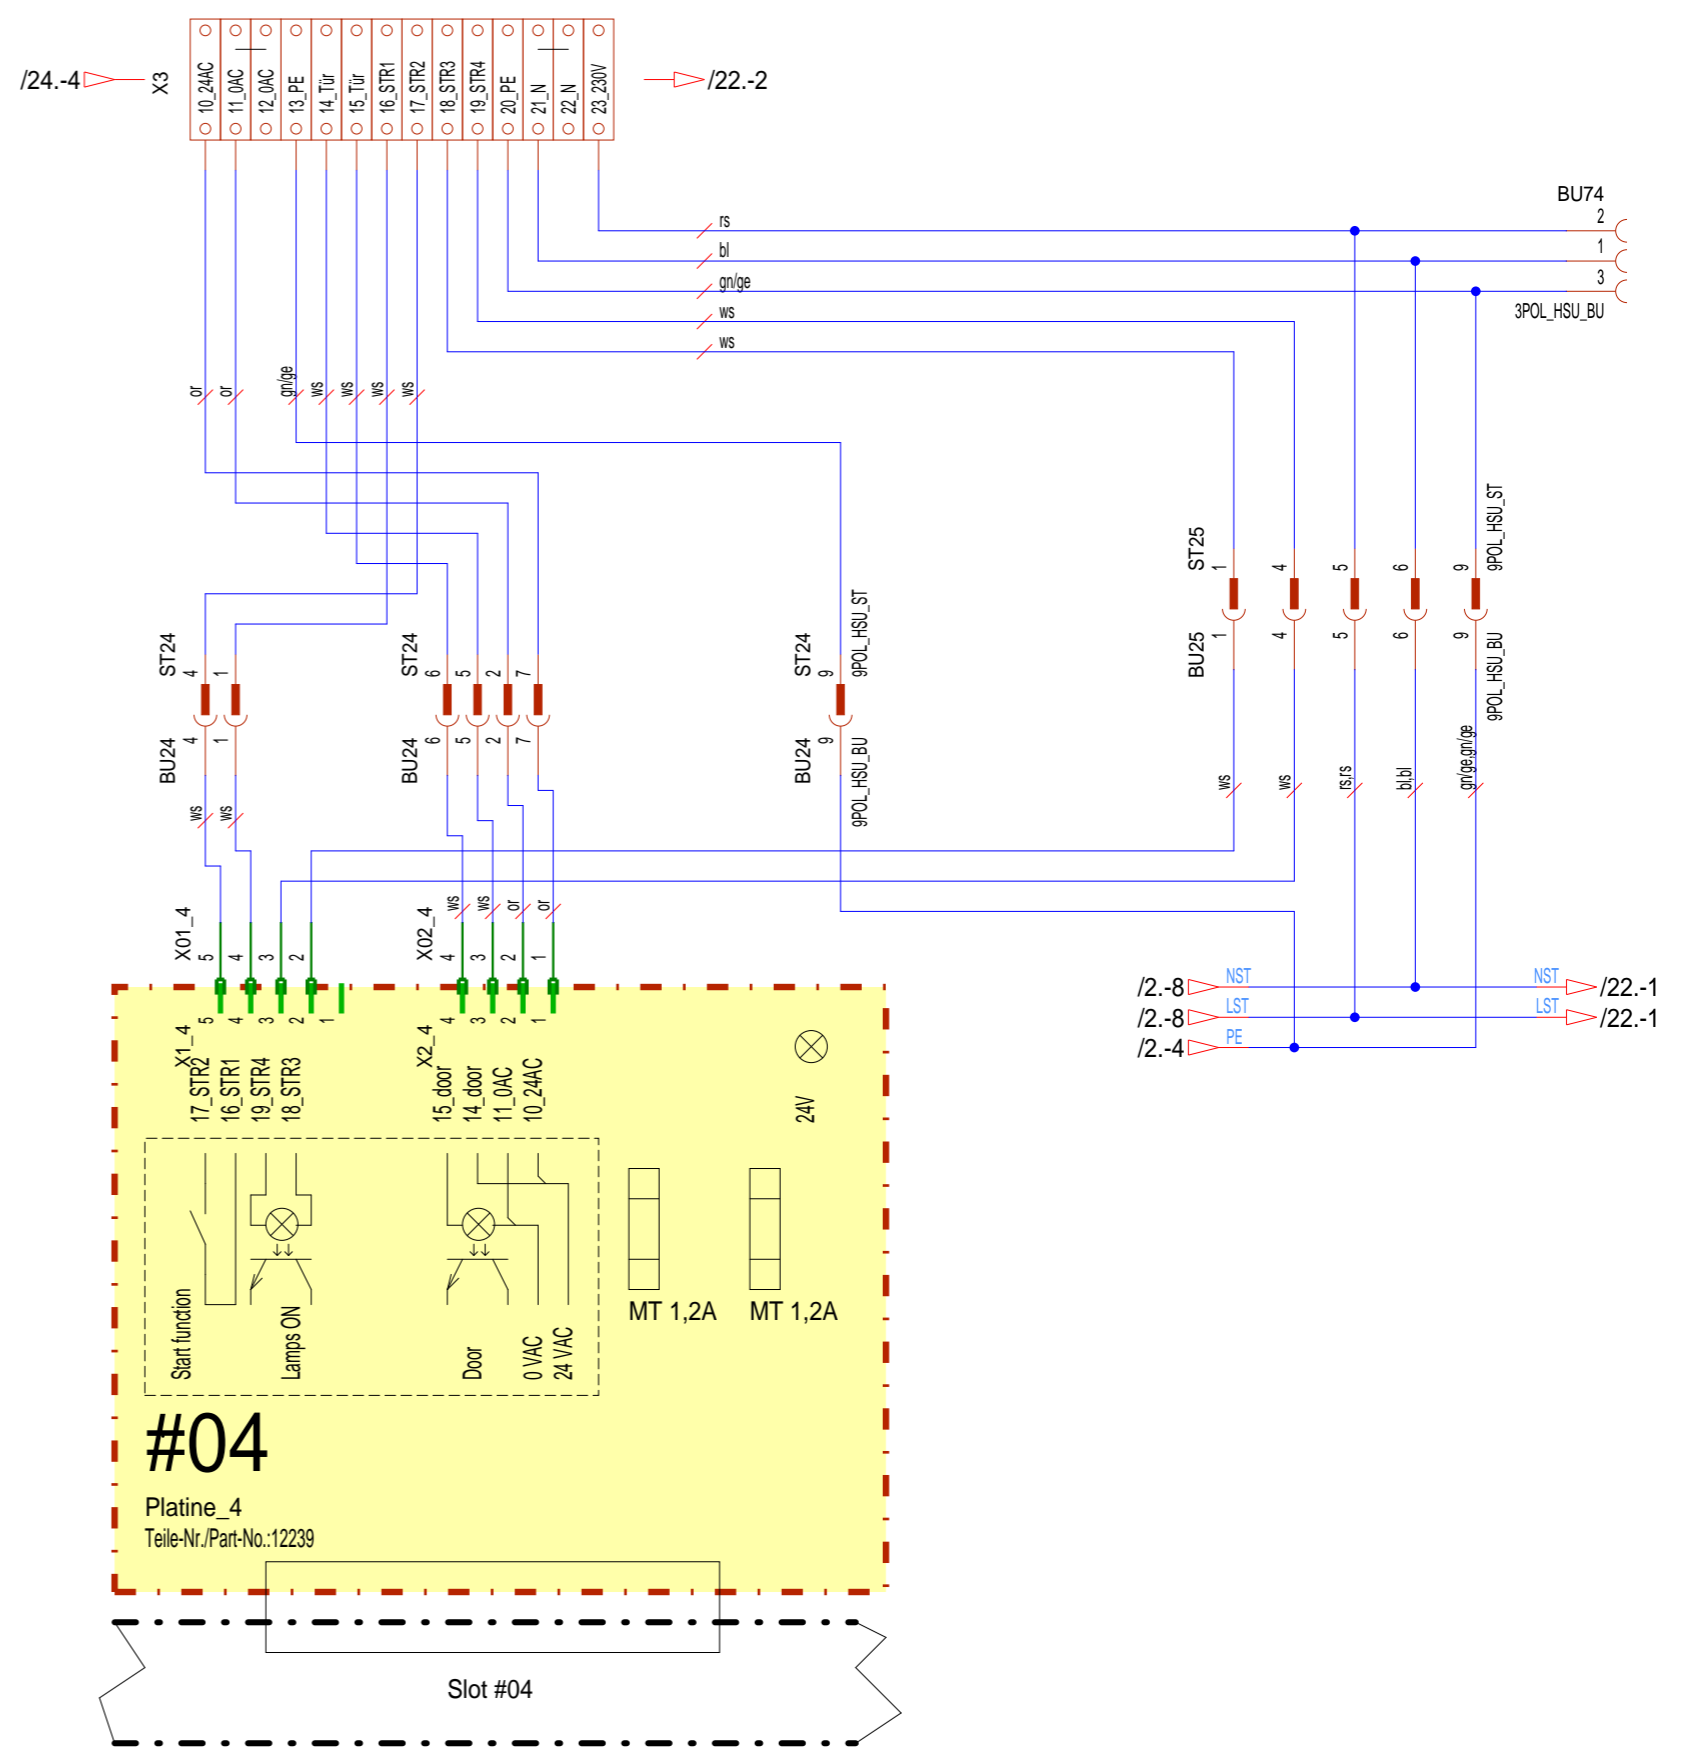 /24.-4
X3
10_24AC
11_0AC
12_0AC
13_PE
14_Tür
15_Tür
16_STR1
17_STR2
18_STR3
19_STR4
20_PE
21_N
22_N
23_230V
/22.-2
BU74
2
1
3
3POL_HSU_BU
rs
bl
gn/ge
ws
ws
or
or
gn/ge
ws
ws
ws
ws
ST24
4
1
BU24
4
1
ST24
6
5
2
7
BU24
6
5
2
7
ST24
9
9POL_HSU_ST
BU24
9
9POL_HSU_BU
ST25
1
4
5
6
9
9POL_HSU_ST
BU25
1
4
5
6
9
9POL_HSU_BU
ws
ws
ws
ws
rs,rs
bl,bl
gn/ge,gn/ge
X01_4
5
4
3
2
X02_4
4
3
2
1
ws
ws
or
or
/2.-8
NST
NST
/22.-1
/2.-8
LST
LST
/22.-1
/2.-4
PE
X1_4
5
4
3
2
1
X2_4
4
3
2
1
17_STR2
16_STR1
19_STR4
18_STR3
15_door
14_door
11_0AC
10_24AC
24V
Start function
Lamps ON
Door
0 VAC
24 VAC
MT 1,2A
MT 1,2A
#04
Platine_4
Teile-Nr./Part-No.:12239
Slot #04